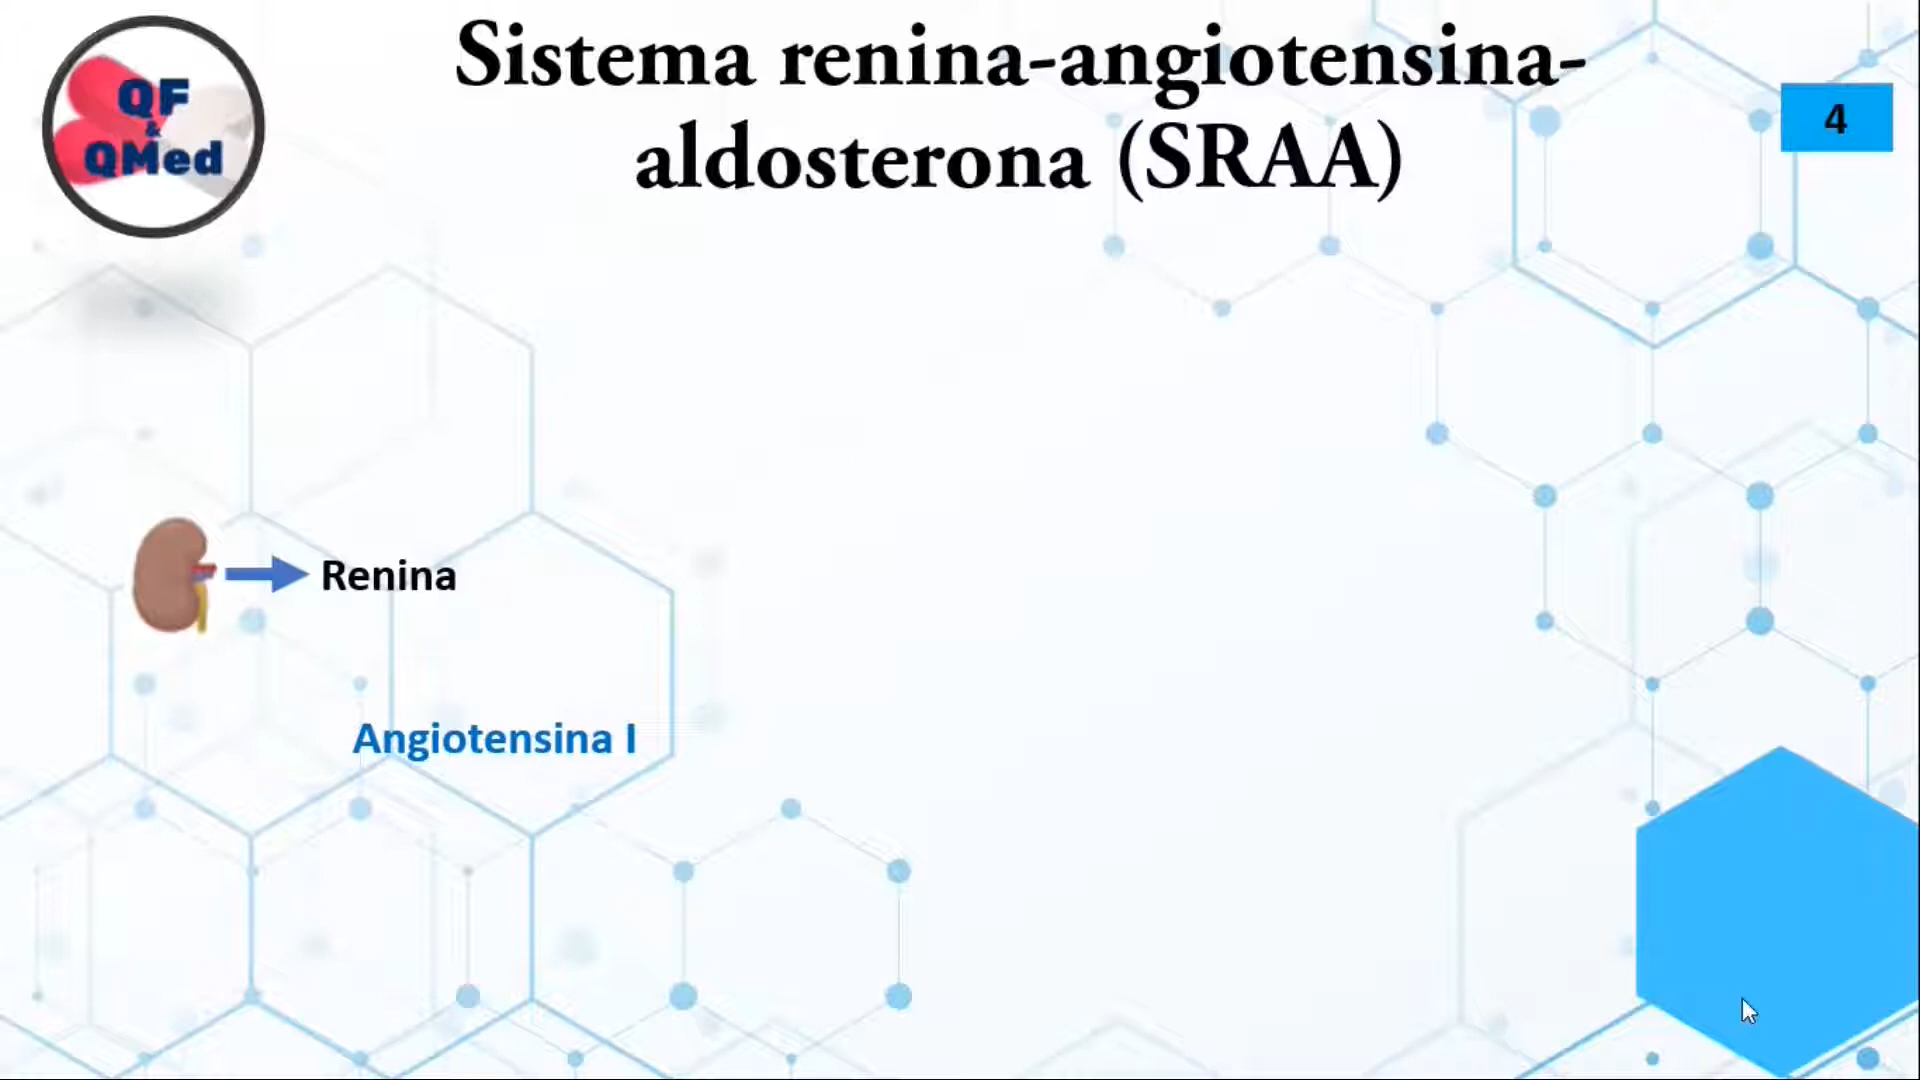 QF
&
QMed
Sistema renina-angiotensina-
aldosterona (SRAA)
4
Renina
Angiotensina I